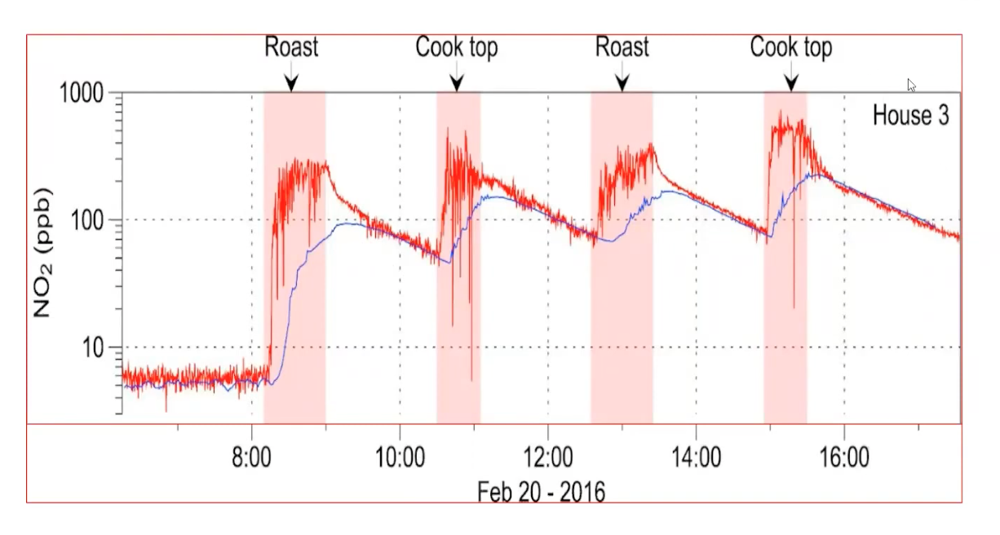 Roast Cook top Roast Cook top
1000
House 3
100
NO₂ (ppb)
10
8:00 10:00 12:00 14:00 16:00
Feb 20 - 2016